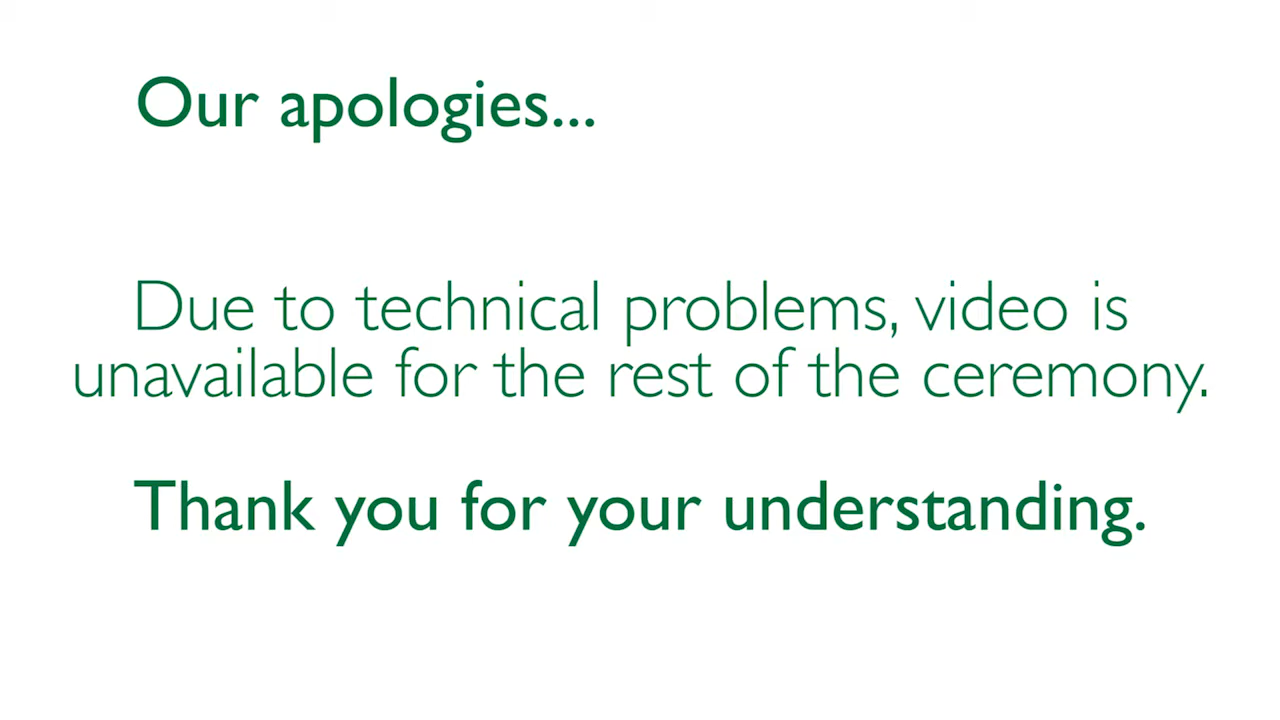 Our apologies...
Due to technical problems, video is
unavailable for the rest of the ceremony.
Thank you for your understanding.